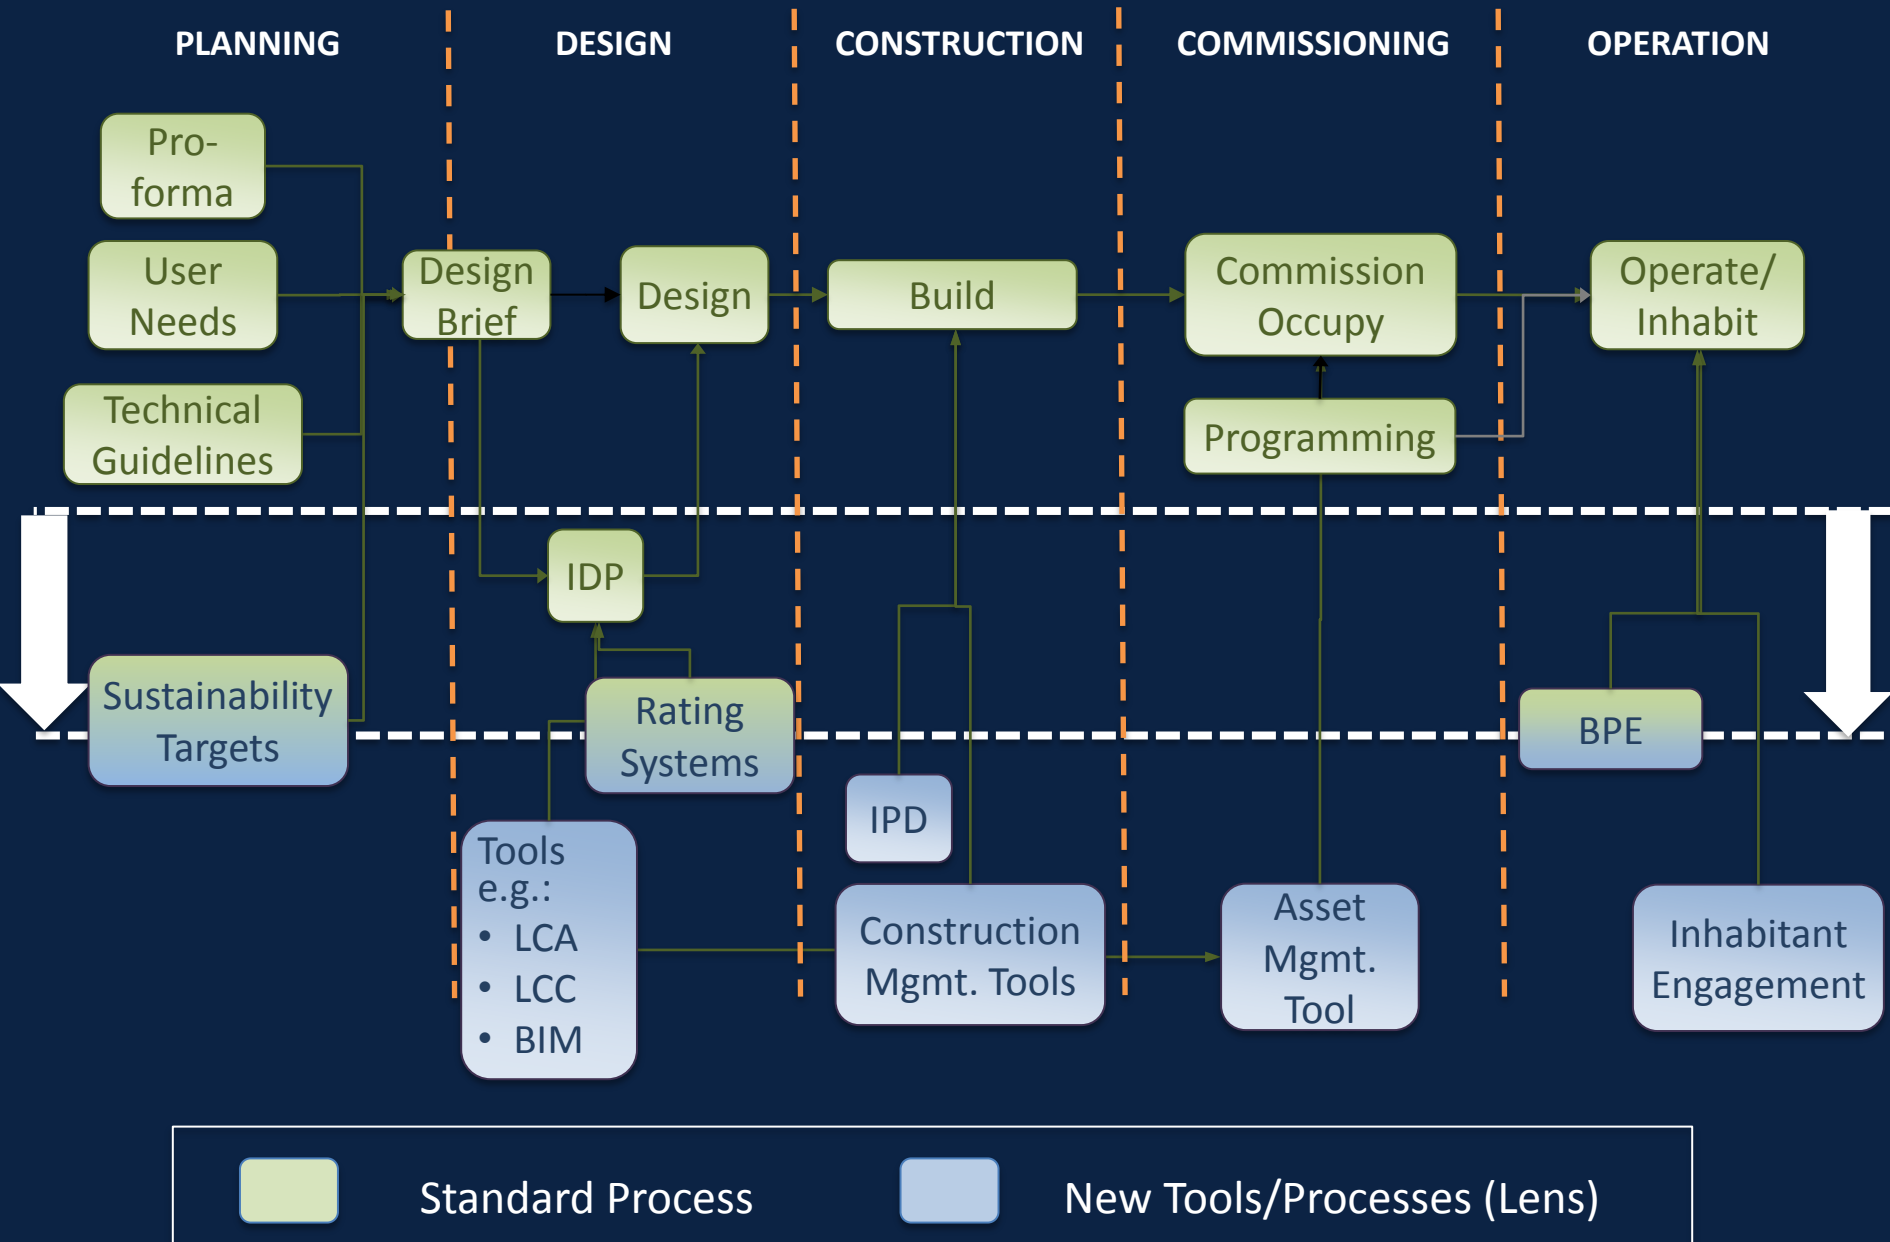 PLANNING
DESIGN
CONSTRUCTION
COMMISSIONING
OPERATION
Pro-
forma
User
Needs
Technical
Guidelines
Design
Brief
Design
Build
Commission
Occupy
Programming
Operate/
Inhabit
IDP
Sustainability
Targets
Rating
Systems
BPE
IPD
Tools
e.g.:
• LCA
• LCC
• BIM
Construction
Mgmt. Tools
Asset
Mgmt.
Tool
Inhabitant
Engagement
Standard Process
New Tools/Processes (Lens)